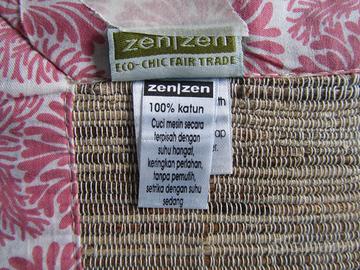 zen|zen
ECO-CHIC FAIR TRADE
zen|zen
100% katun
Cuci mesin secara
terpisah dengan
suhu hangat,
keringkan perlahan,
tanpa pemutih,
setrika dengan suhu
sedang